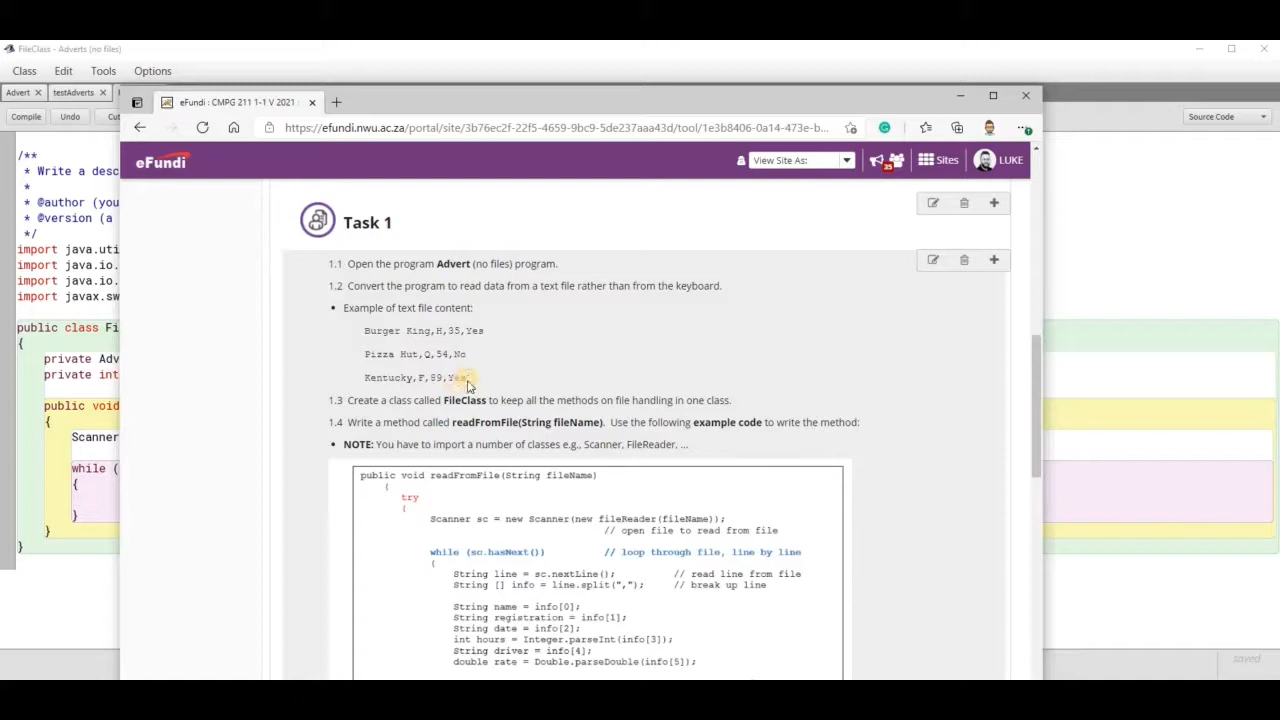 FileClass - Adverts (no files)
Class Edit Tools Options
Advert testAdverts
Compile Undo Source Code
eFundi : CMPG 211 1-1 V 2021
https://efundi.nwu.ac.za/portal/site/3b76ec2f-22f5-4659-9bc9-5de237aaa43d/tool/1e3b8406-0a14-473e-b...
eFundi View Site As: 35 Sites LUKE
/**
* Write a desc
*
* @author (you
* @version (a
*/
import java.uti
import java.io.
import java.io.
import javax.sw
public class Fi
{
private Adv
private int
public void
{
Scanner
while (
{
}
}
}
Task 1
1.1 Open the program Advert (no files) program.
1.2 Convert the program to read data from a text file rather than from the keyboard.
• Example of text file content:
Burger King,H,35,Yes
Pizza Hut,Q,54,No
Kentucky,F,89,Yes
1.3 Create a class called FileClass to keep all the methods on file handling in one class.
1.4 Write a method called readFromFile(String fileName). Use the following example code to write the method:
• NOTE: You have to import a number of classes e.g., Scanner, FileReader, ...
public void readFromFile(String fileName)
{
try
{
Scanner sc = new Scanner(new fileReader(fileName));
// open file to read from file
while (sc.hasNext()) // loop through file, line by line
{
String line = sc.nextLine(); // read line from file
String [] info = line.split(","); // break up line
String name = info[0];
String registration = info[1];
String date = info[2];
int hours = Integer.parseInt(info[3]);
String driver = info[4];
double rate = Double.parseDouble(info[5]);
saved